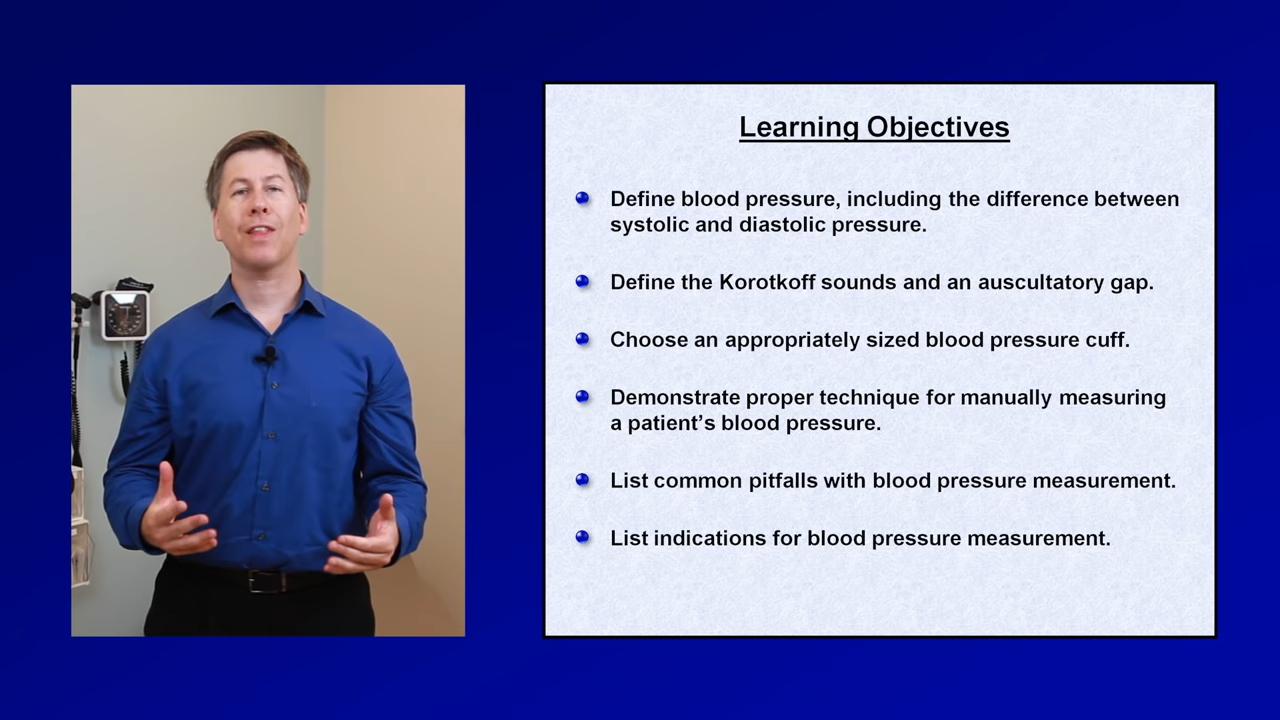 Learning Objectives
Define blood pressure, including the difference between
systolic and diastolic pressure.
Define the Korotkoff sounds and an auscultatory gap.
Choose an appropriately sized blood pressure cuff.
Demonstrate proper technique for manually measuring
a patient’s blood pressure.
List common pitfalls with blood pressure measurement.
List indications for blood pressure measurement.